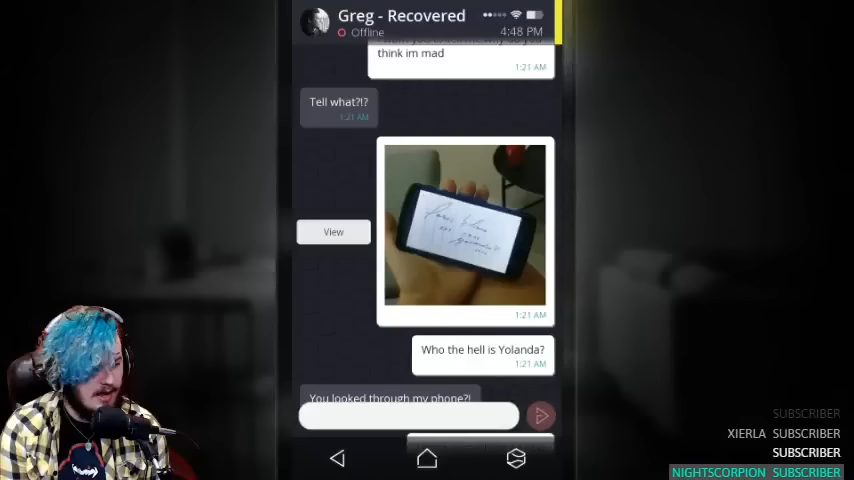 Greg - Recovered
Offline
4:48 PM
think im mad
1:21 AM
Tell what?!?
1:21 AM
View
1:21 AM
Who the hell is Yolanda?
1:21 AM
You looked through my phone?!
SUBSCRIBER
XIERLA SUBSCRIBER
SUBSCRIBER
NIGHTSCORPION SUBSCRIBER